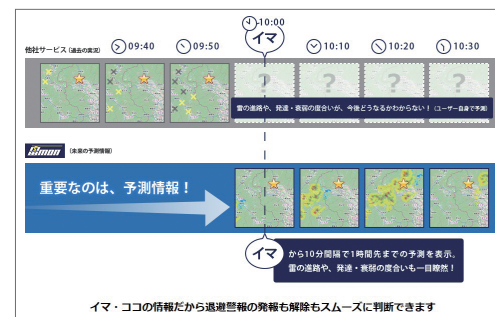 10:00
イマ
他社サービス（過去の実況）
09:40
09:50
10:10
10:20
10:30
?
?
?
?
雷の進路や、発達・衰弱の度合いが、今後どうなるかわからない！（ユーザー自身で予測）
（未来の予測情報）
重要なのは、予測情報！
イマ
から10分間隔で1時間先までの予測を表示。
雷の進路や、発達・衰弱の度合いも一目瞭然！
イマ・ココの情報だから退避警報の発報も解除もスムーズに判断できます